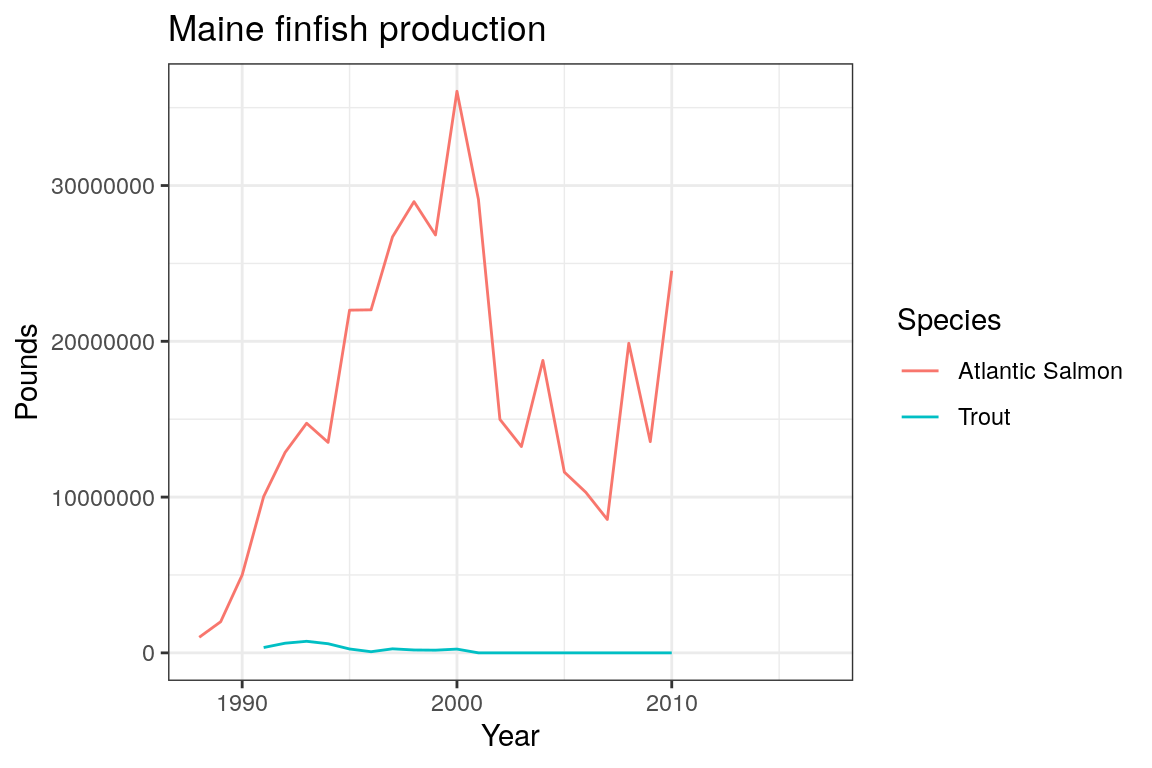 Maine finfish production
30000000
20000000
10000000
0
Pounds
1990 2000 2010
Year
Species
Atlantic Salmon
Trout